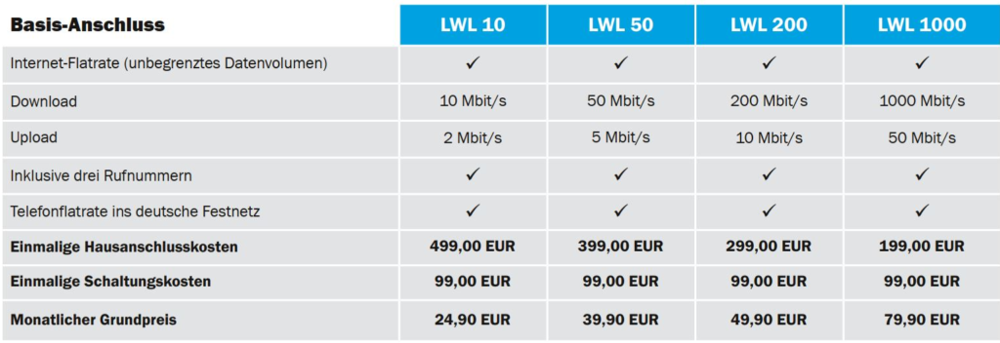 Basis-Anschluss LWL 10 LWL 50 LWL 200 LWL 1000
Internet-Flatrate (unbegrenztes Datenvolumen) ✓ ✓ ✓ ✓
Download 10 Mbit/s 50 Mbit/s 200 Mbit/s 1000 Mbit/s
Upload 2 Mbit/s 5 Mbit/s 10 Mbit/s 50 Mbit/s
Inklusive drei Rufnummern ✓ ✓ ✓ ✓
Telefonflatrate ins deutsche Festnetz ✓ ✓ ✓ ✓
Einmalige Hausanschlusskosten 499,00 EUR 399,00 EUR 299,00 EUR 199,00 EUR
Einmalige Schaltungskosten 99,00 EUR 99,00 EUR 99,00 EUR 99,00 EUR
Monatlicher Grundpreis 24,90 EUR 39,90 EUR 49,90 EUR 79,90 EUR